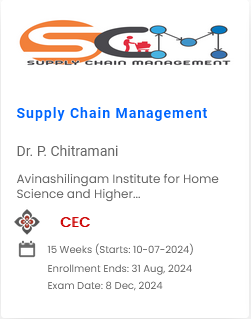 SCM
SUPPLY CHAIN MANAGEMENT
Supply Chain Management
Dr. P. Chitramani
Avinashilingam Institute for Home
Science and Higher...
CEC
15 Weeks (Starts: 10-07-2024)
Enrollment Ends: 31 Aug, 2024
Exam Date: 8 Dec, 2024